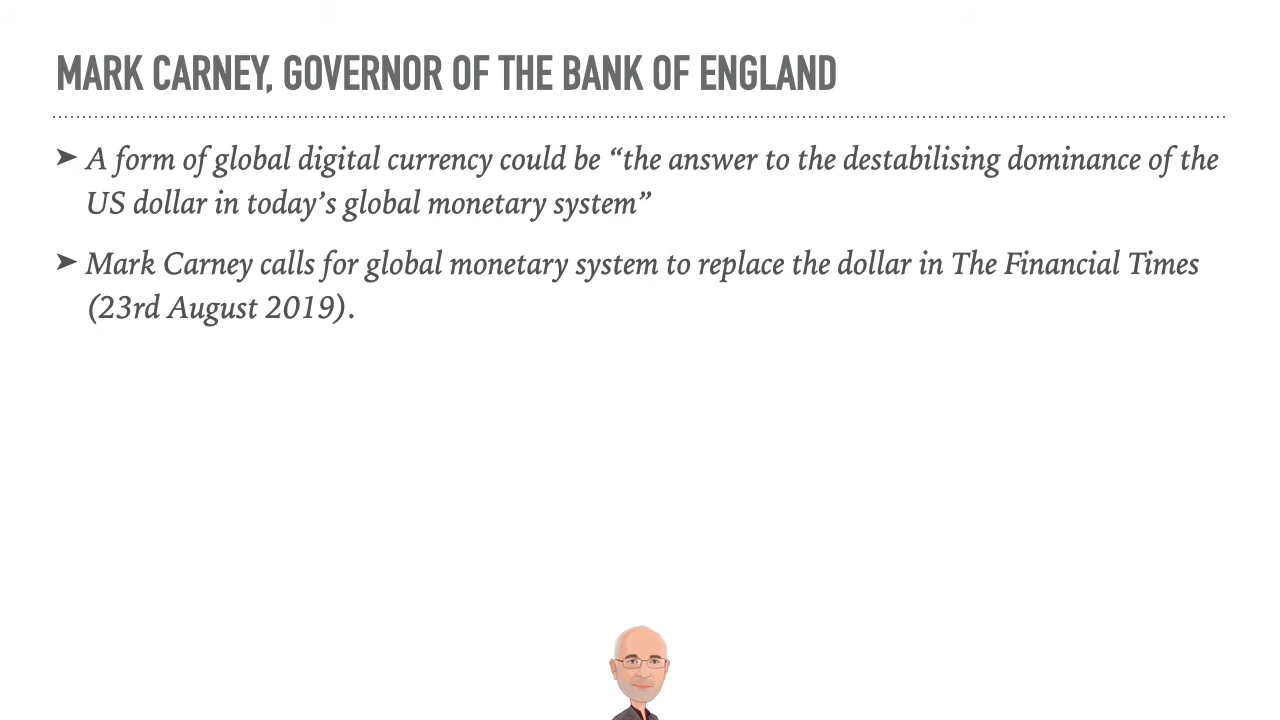 MARK CARNEY, GOVERNOR OF THE BANK OF ENGLAND
➤ A form of global digital currency could be “the answer to the destabilising dominance of the
US dollar in today’s global monetary system”
➤ Mark Carney calls for global monetary system to replace the dollar in The Financial Times
(23rd August 2019).